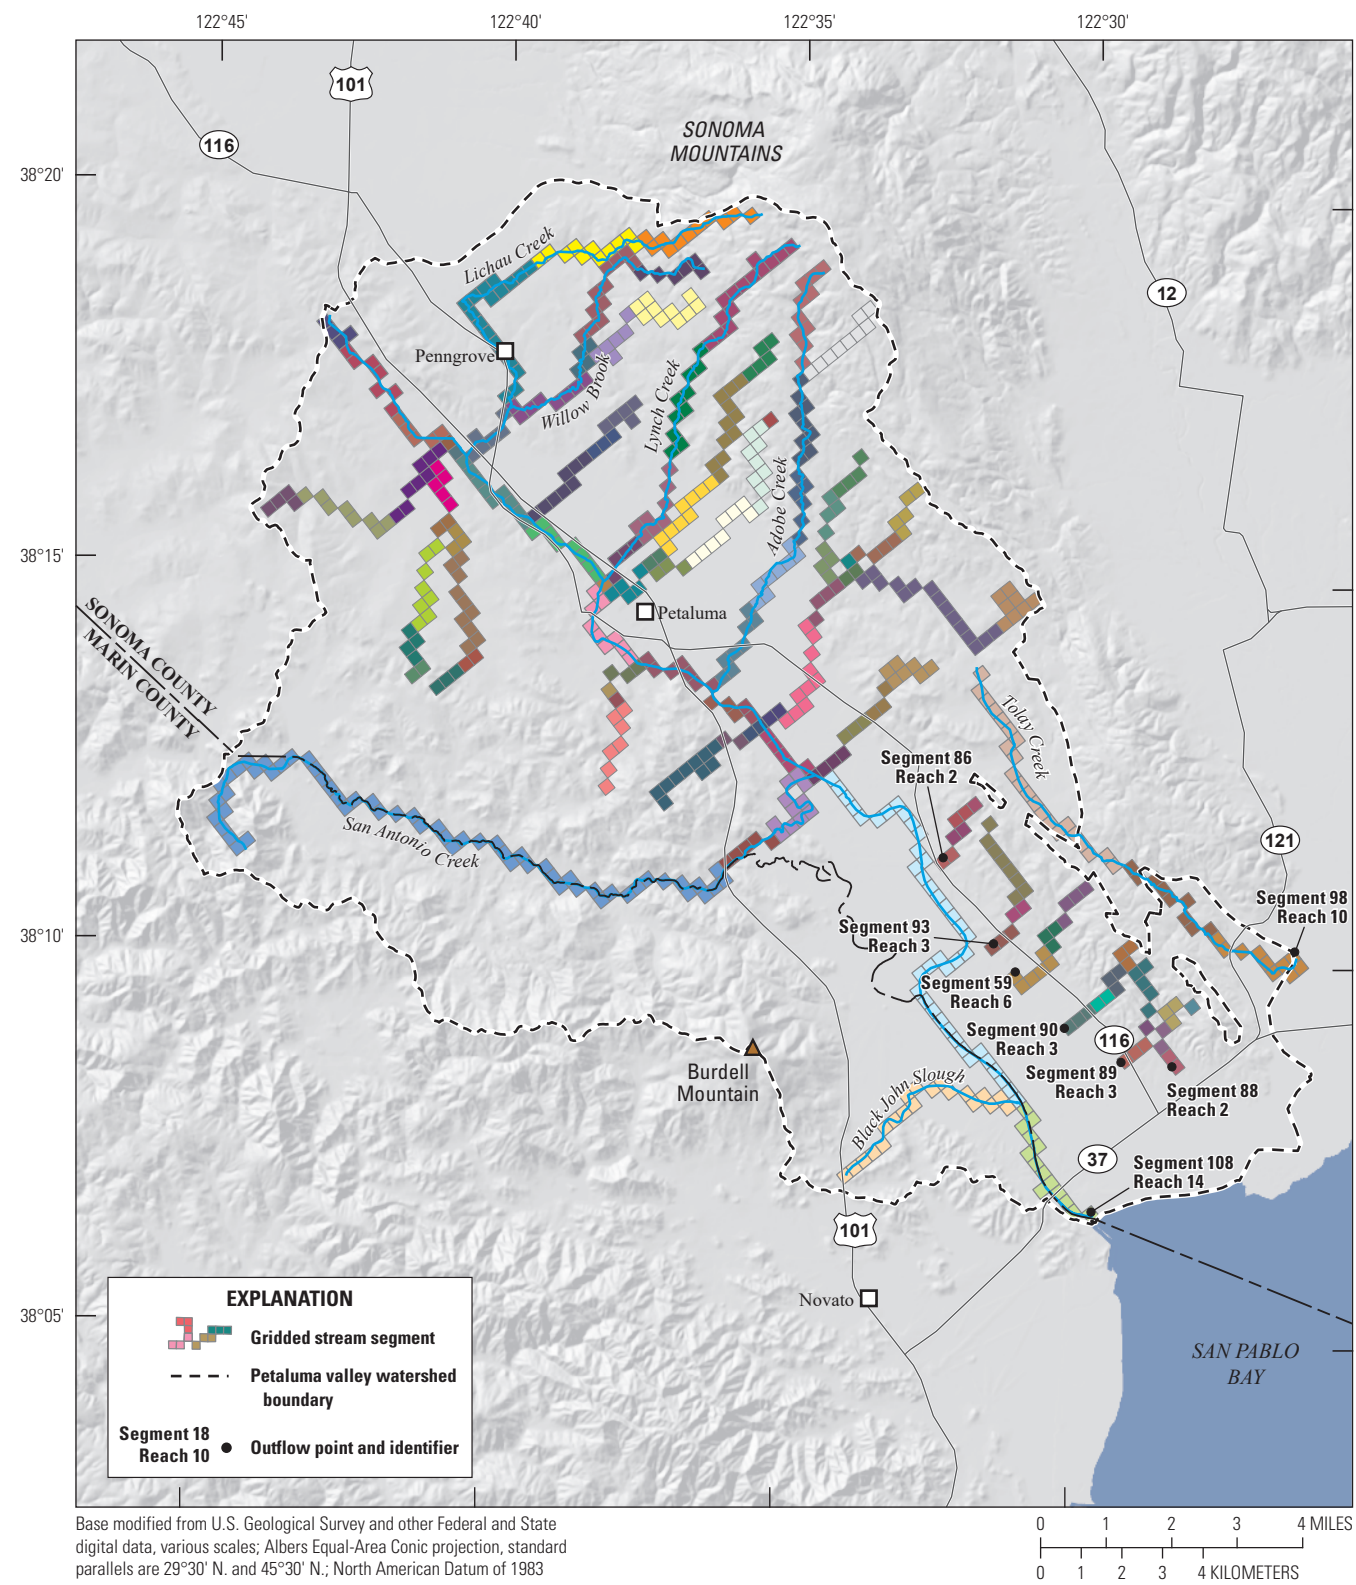 122°45'
122°40'
122°35'
122°30'
101
116
SONOMA
MOUNTAINS
38°20'
Lichau Creek
12
Penngrove
Willow Brook
Lynch Creek
Adobe Creek
38°15'
Petaluma
SONOMA COUNTY
MARIN COUNTY
Tolay Creek
Segment 86
Reach 2
San Antonio Creek
121
Segment 98
Reach 10
38°10'
Segment 93
Reach 3
Segment 59
Reach 6
Segment 90
Reach 3
116
Segment 89
Reach 3
Segment 88
Reach 2
Burdell
Mountain
Black John Slough
37
Segment 108
Reach 14
101
Novato
38°05'
SAN PABLO
BAY
EXPLANATION
Gridded stream segment
Petaluma valley watershed
boundary
Segment 18
Reach 10
Outflow point and identifier
Base modified from U.S. Geological Survey and other Federal and State
digital data, various scales; Albers Equal-Area Conic projection, standard
parallels are 29°30' N. and 45°30' N.; North American Datum of 1983
0 1 2 3 4 MILES
0 1 2 3 4 KILOMETERS